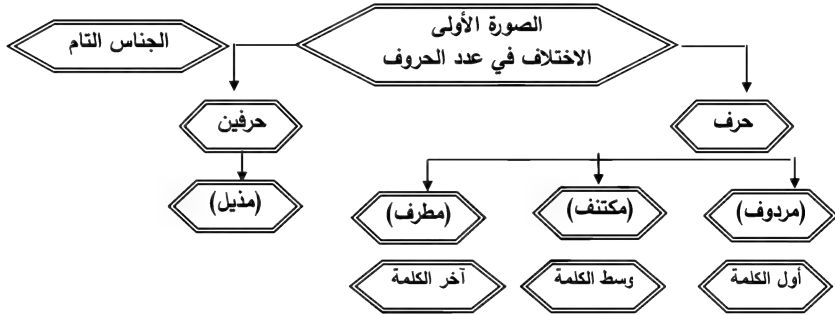 الصورة الأولى
الاختلاف في عدد الحروف
الجناس التام
حرف
حرفين
(مردوف)
(مكتنف)
(مطرف)
(مذيل)
أول الكلمة
وسط الكلمة
آخر الكلمة